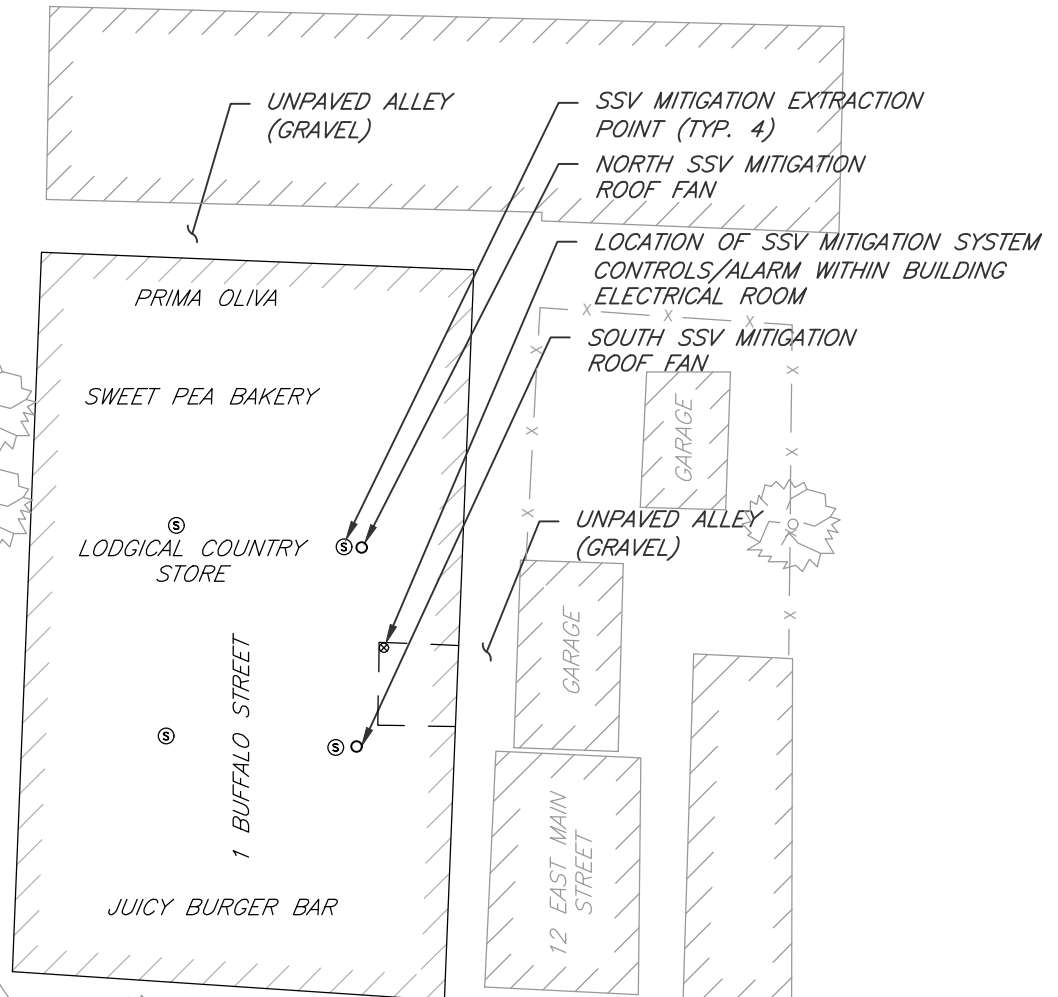 UNPAVED ALLEY
(GRAVEL)
SSV MITIGATION EXTRACTION
POINT (TYP. 4)
NORTH SSV MITIGATION
ROOF FAN
LOCATION OF SSV MITIGATION SYSTEM
CONTROLS/ALARM WITHIN BUILDING
ELECTRICAL ROOM
SOUTH SSV MITIGATION
ROOF FAN
PRIMA OLIVA
SWEET PEA BAKERY
GARAGE
UNPAVED ALLEY
(GRAVEL)
S
S
LODGICAL COUNTRY
STORE
GARAGE
1 BUFFALO STREET
S
S
12 EAST MAIN
STREET
JUICY BURGER BAR